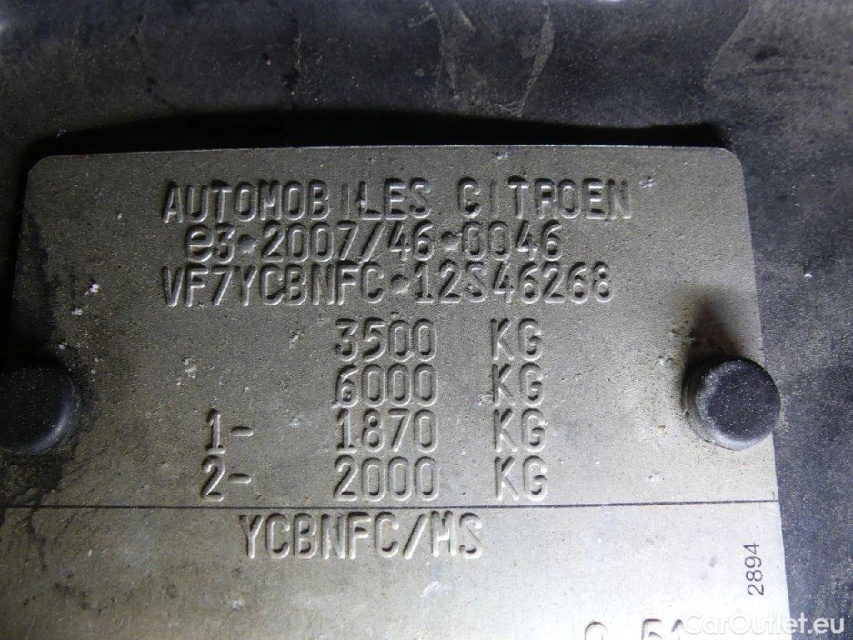 AUTOMOBILES CITROEN
e3*2007/46*0046
VF7YCBNFC*12S46268
3500 KG
6000 KG
1- 1870 KG
2- 2000 KG
YCBNFC/MS
2894
CarOutlet.eu